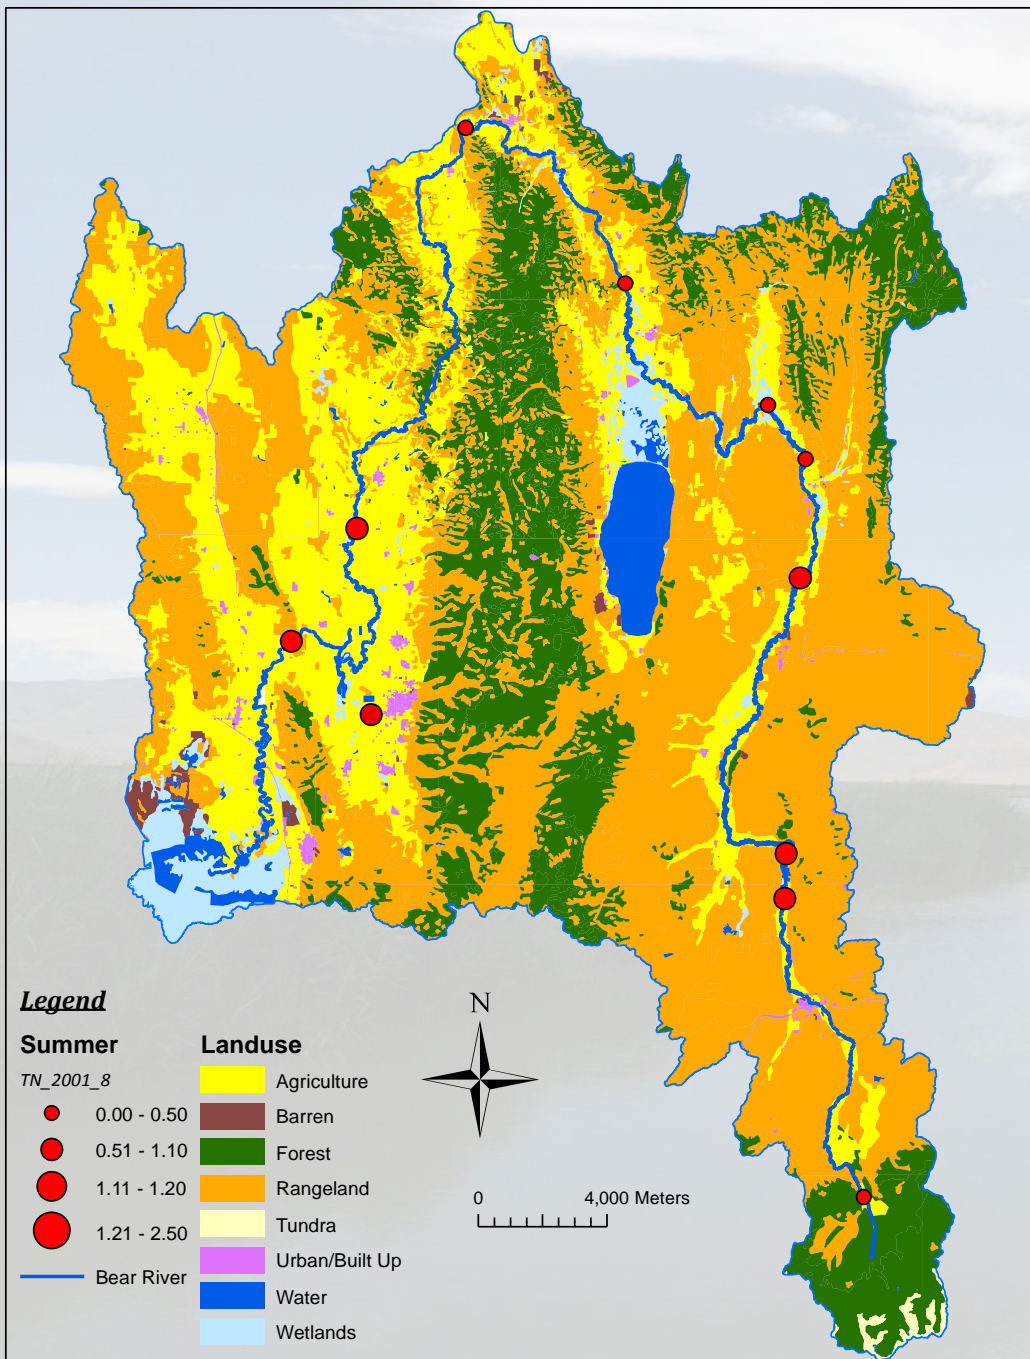 N
Legend
Summer
TN_2001_8
0.00 - 0.50
0.51 - 1.10
1.11 - 1.20
1.21 - 2.50
Bear River
Landuse
Agriculture
Barren
Forest
Rangeland
Tundra
Urban/Built Up
Water
Wetlands
0 4,000 Meters